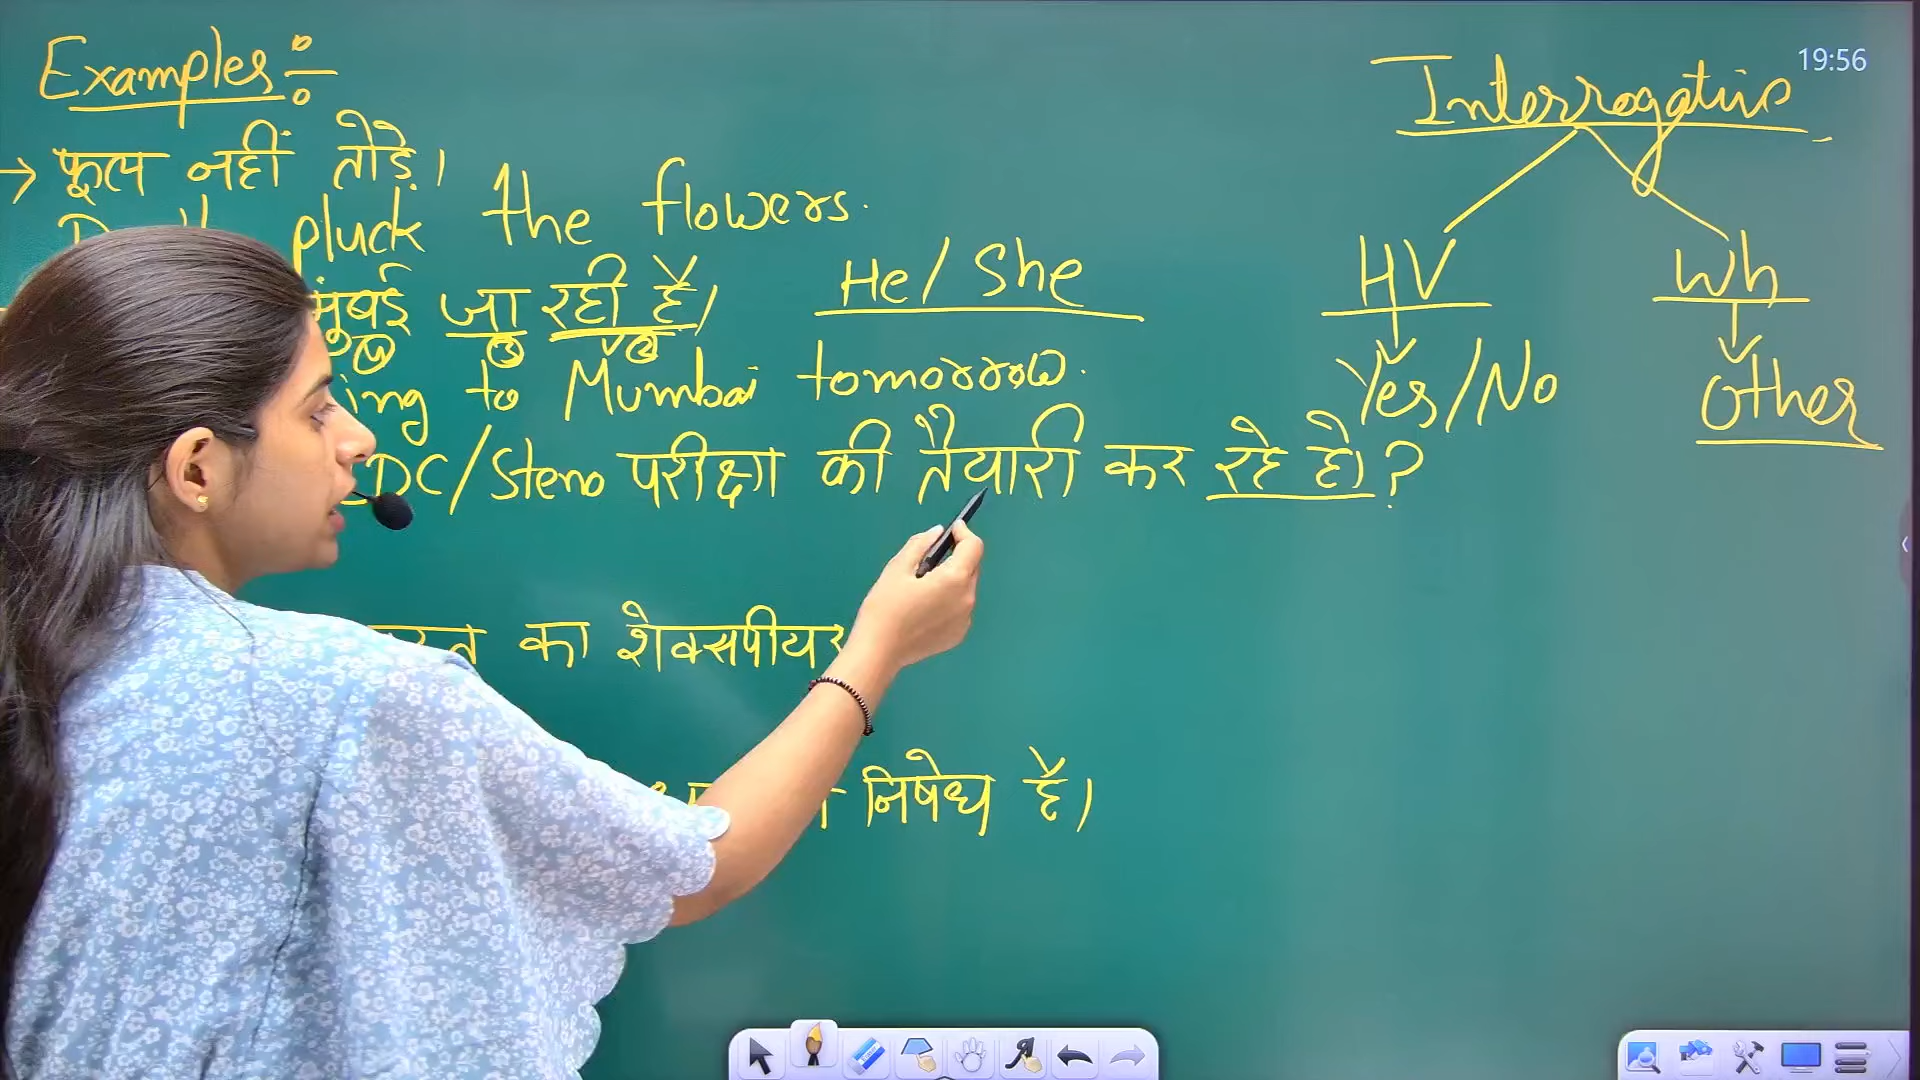 Examples:-
→ फूल नहीं तोड़े।
pluck the flowers.
मुंबई जा रही है।
He / She
ing to Mumbai tomorrow.
LDC/Steno परीक्षा की तैयारी कर रहे हो?
का शेक्सपीयर
निषेध है।
19:56
Interrogative
HV Wh
Yes/No Other